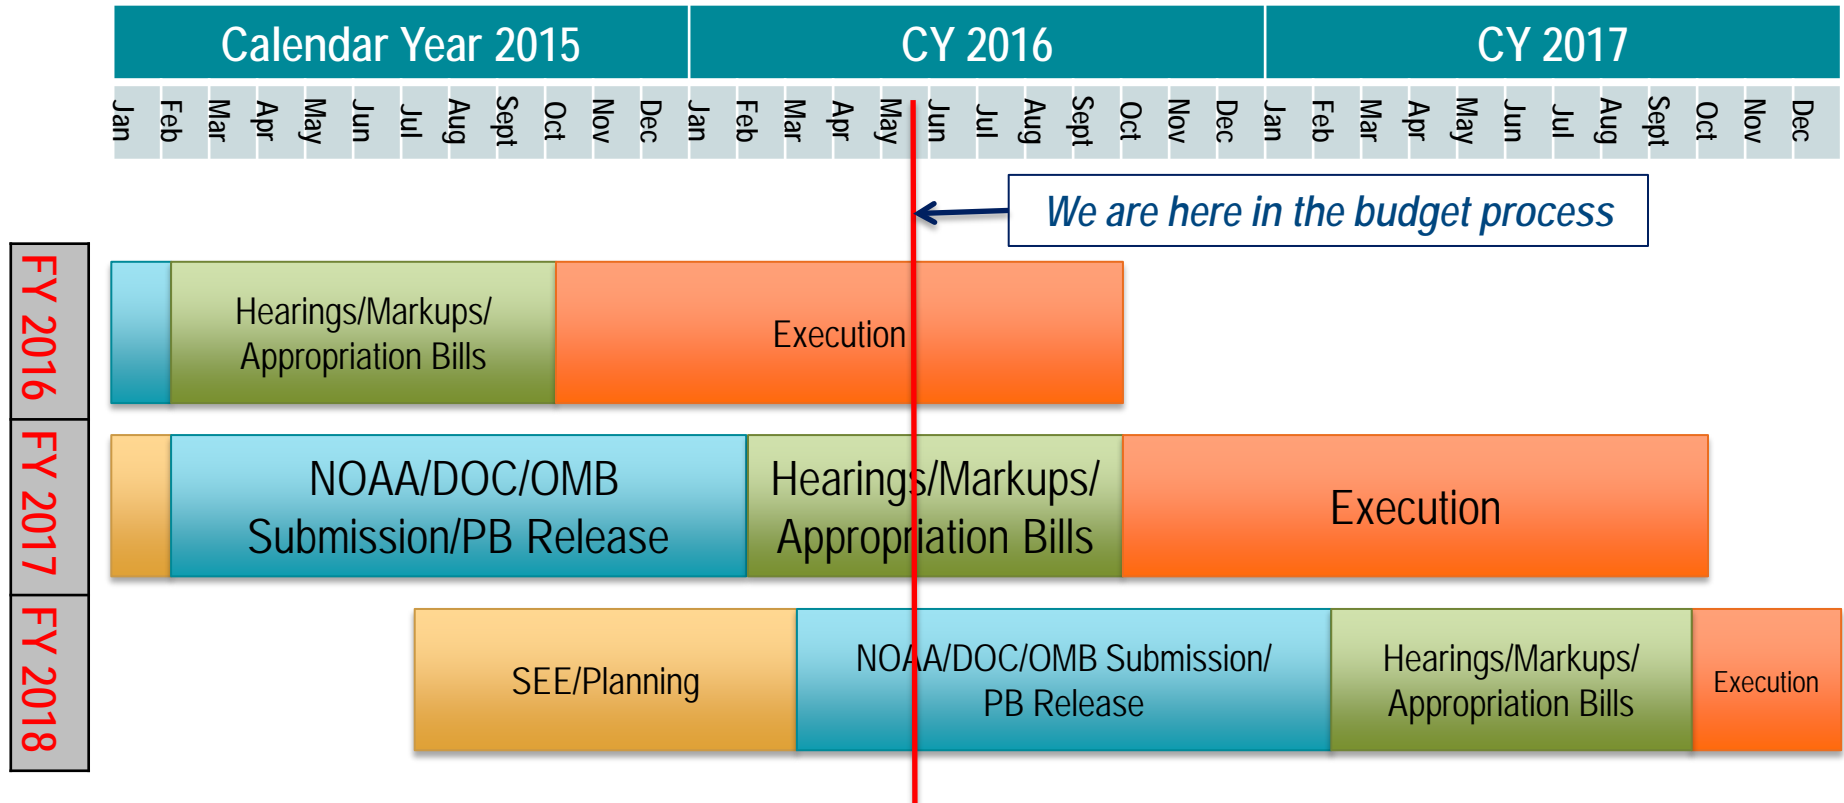 Calendar Year 2015 CY 2016 CY 2017
Jan Feb Mar Apr May Jun Jul Aug Sept Oct Nov Dec Jan Feb Mar Apr May Jun Jul Aug Sept Oct Nov Dec Jan Feb Mar Apr May Jun Jul Aug Sept Oct Nov Dec
We are here in the budget process
FY 2016
Hearings/Markups/
Appropriation Bills
Execution
FY 2017
NOAA/DOC/OMB
Submission/PB Release
Hearings/Markups/
Appropriation Bills
Execution
FY 2018
SEE/Planning
NOAA/DOC/OMB Submission/
PB Release
Hearings/Markups/
Appropriation Bills
Execution